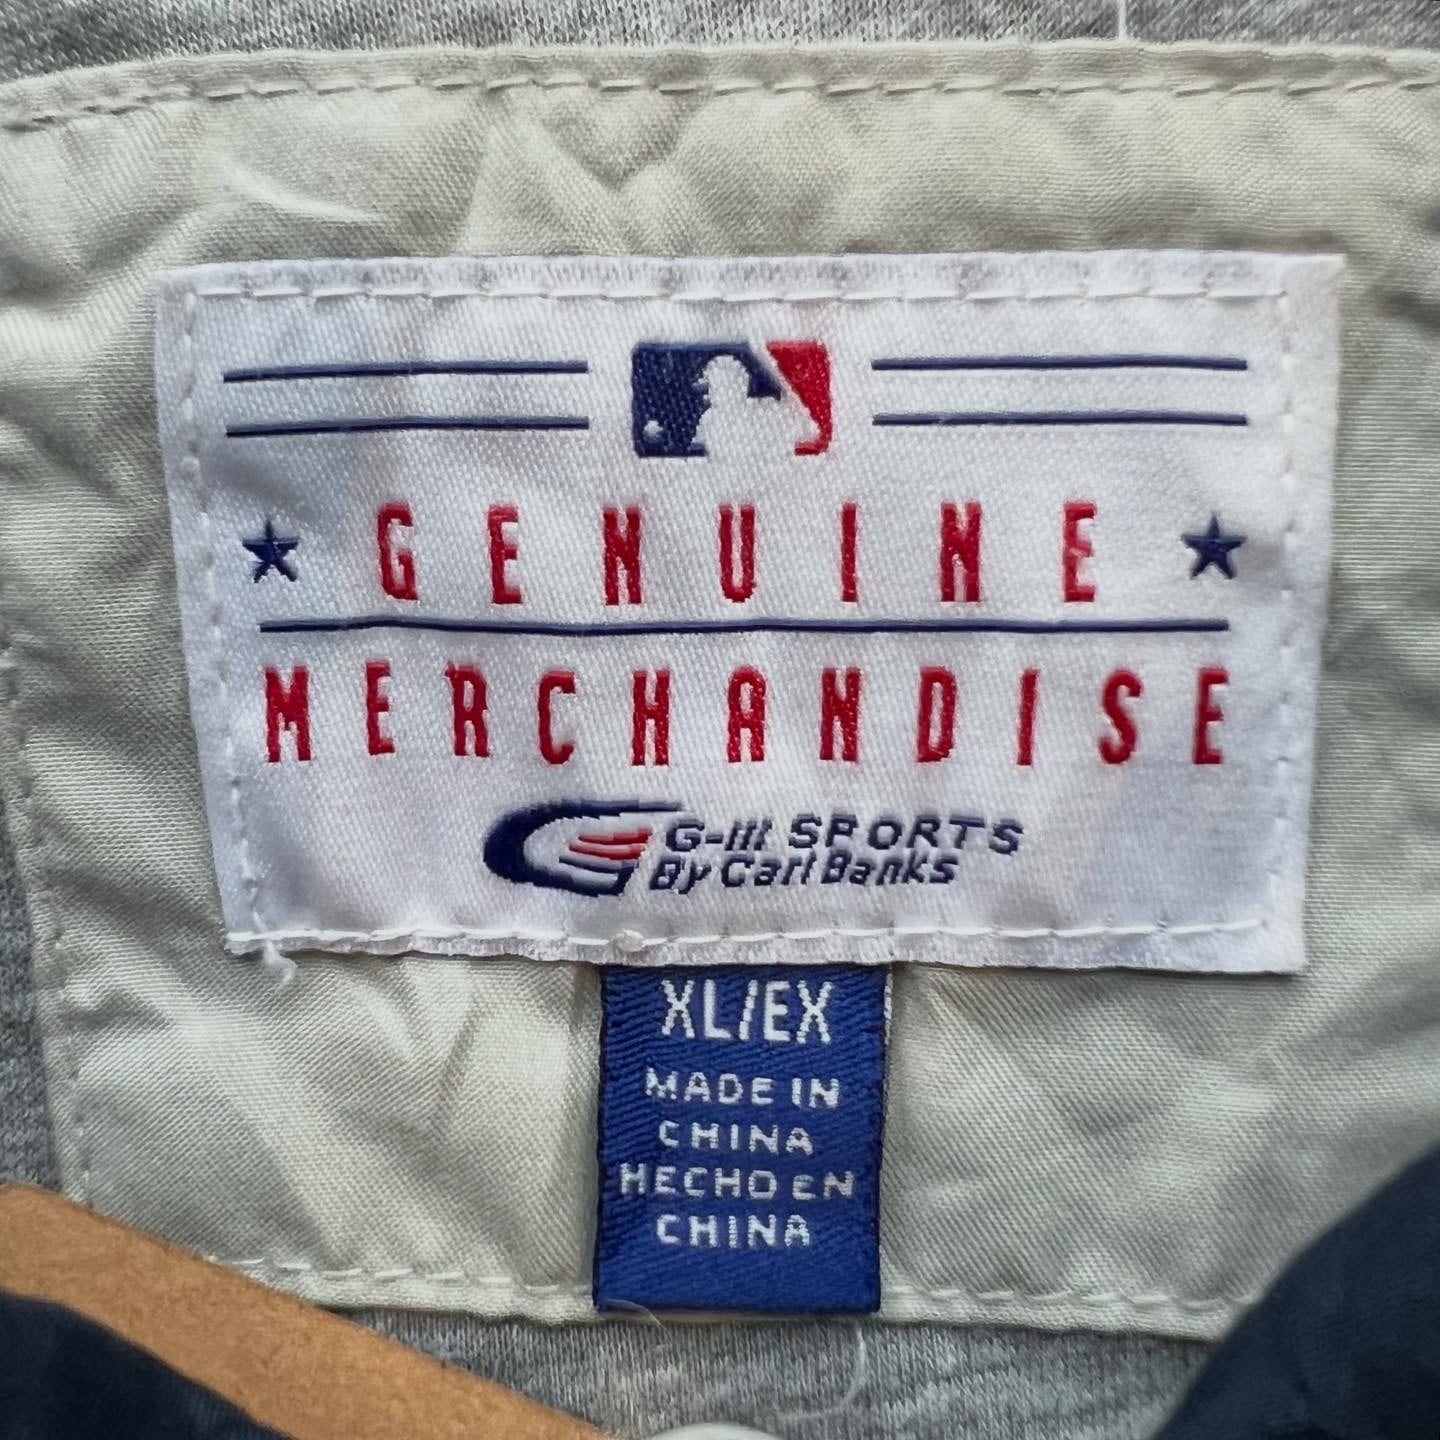 GENUINE
MERCHANDISE
G-III SPORTS
By Carl Banks
XL/EX
MADE IN
CHINA
HECHO EN
CHINA